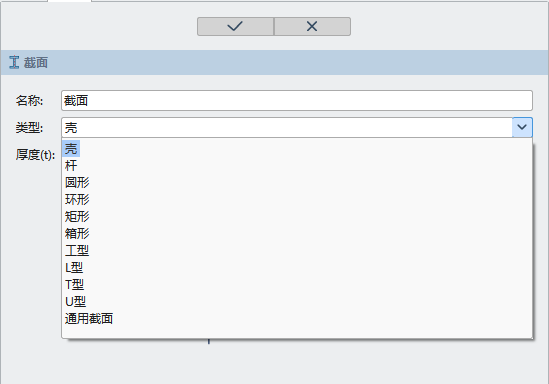 截面
名称: 截面
类型: 壳
厚度(t):
壳
杆
圆形
环形
矩形
箱形
工型
L型
T型
U型
通用截面